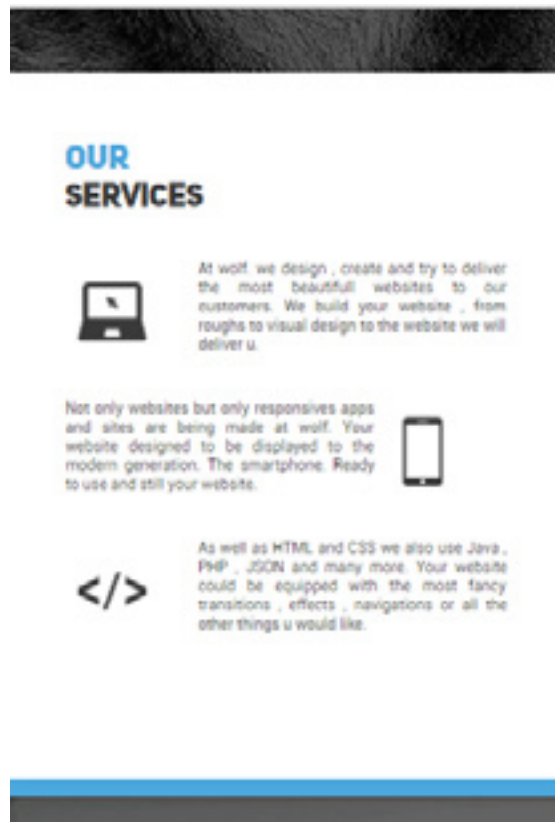 OUR
SERVICES
At wolf. we design , create and try to deliver
the most beautifull websites to our
customers. We build your website , from
roughs to visual design to the website we will
deliver u.
Not only websites but only responsives apps
and sites are being made at wolf. Your
website designed to be displayed to the
modern generation. The smartphone. Ready
to use and still your website.
</>
As well as HTML and CSS we also use Java ,
PHP , JSON and many more. Your website
could be equipped with the most fancy
transitions , effects , navigations or all the
other things u would like.